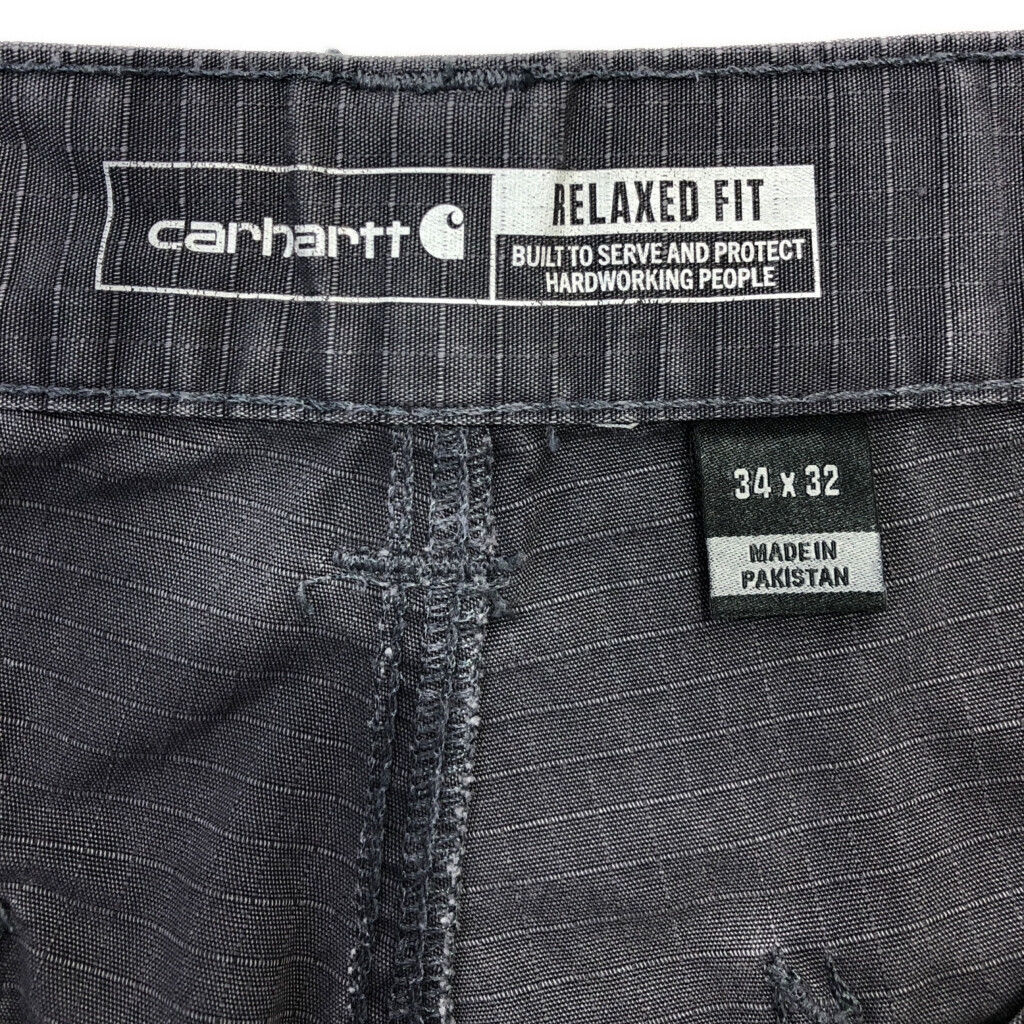 carhartt
RELAXED FIT
BUILT TO SERVE AND PROTECT
HARDWORKING PEOPLE
34 x 32
MADE IN
PAKISTAN